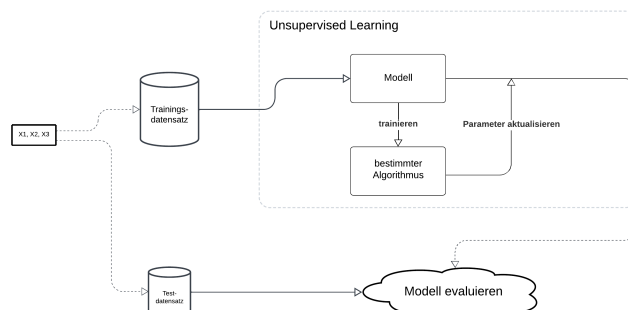 Unsupervised Learning
Modell
Trainings-
datensatz
trainieren
Parameter aktualisieren
X1, X2, X3
bestimmter
Algorithmus
Test-
datensatz
Modell evaluieren